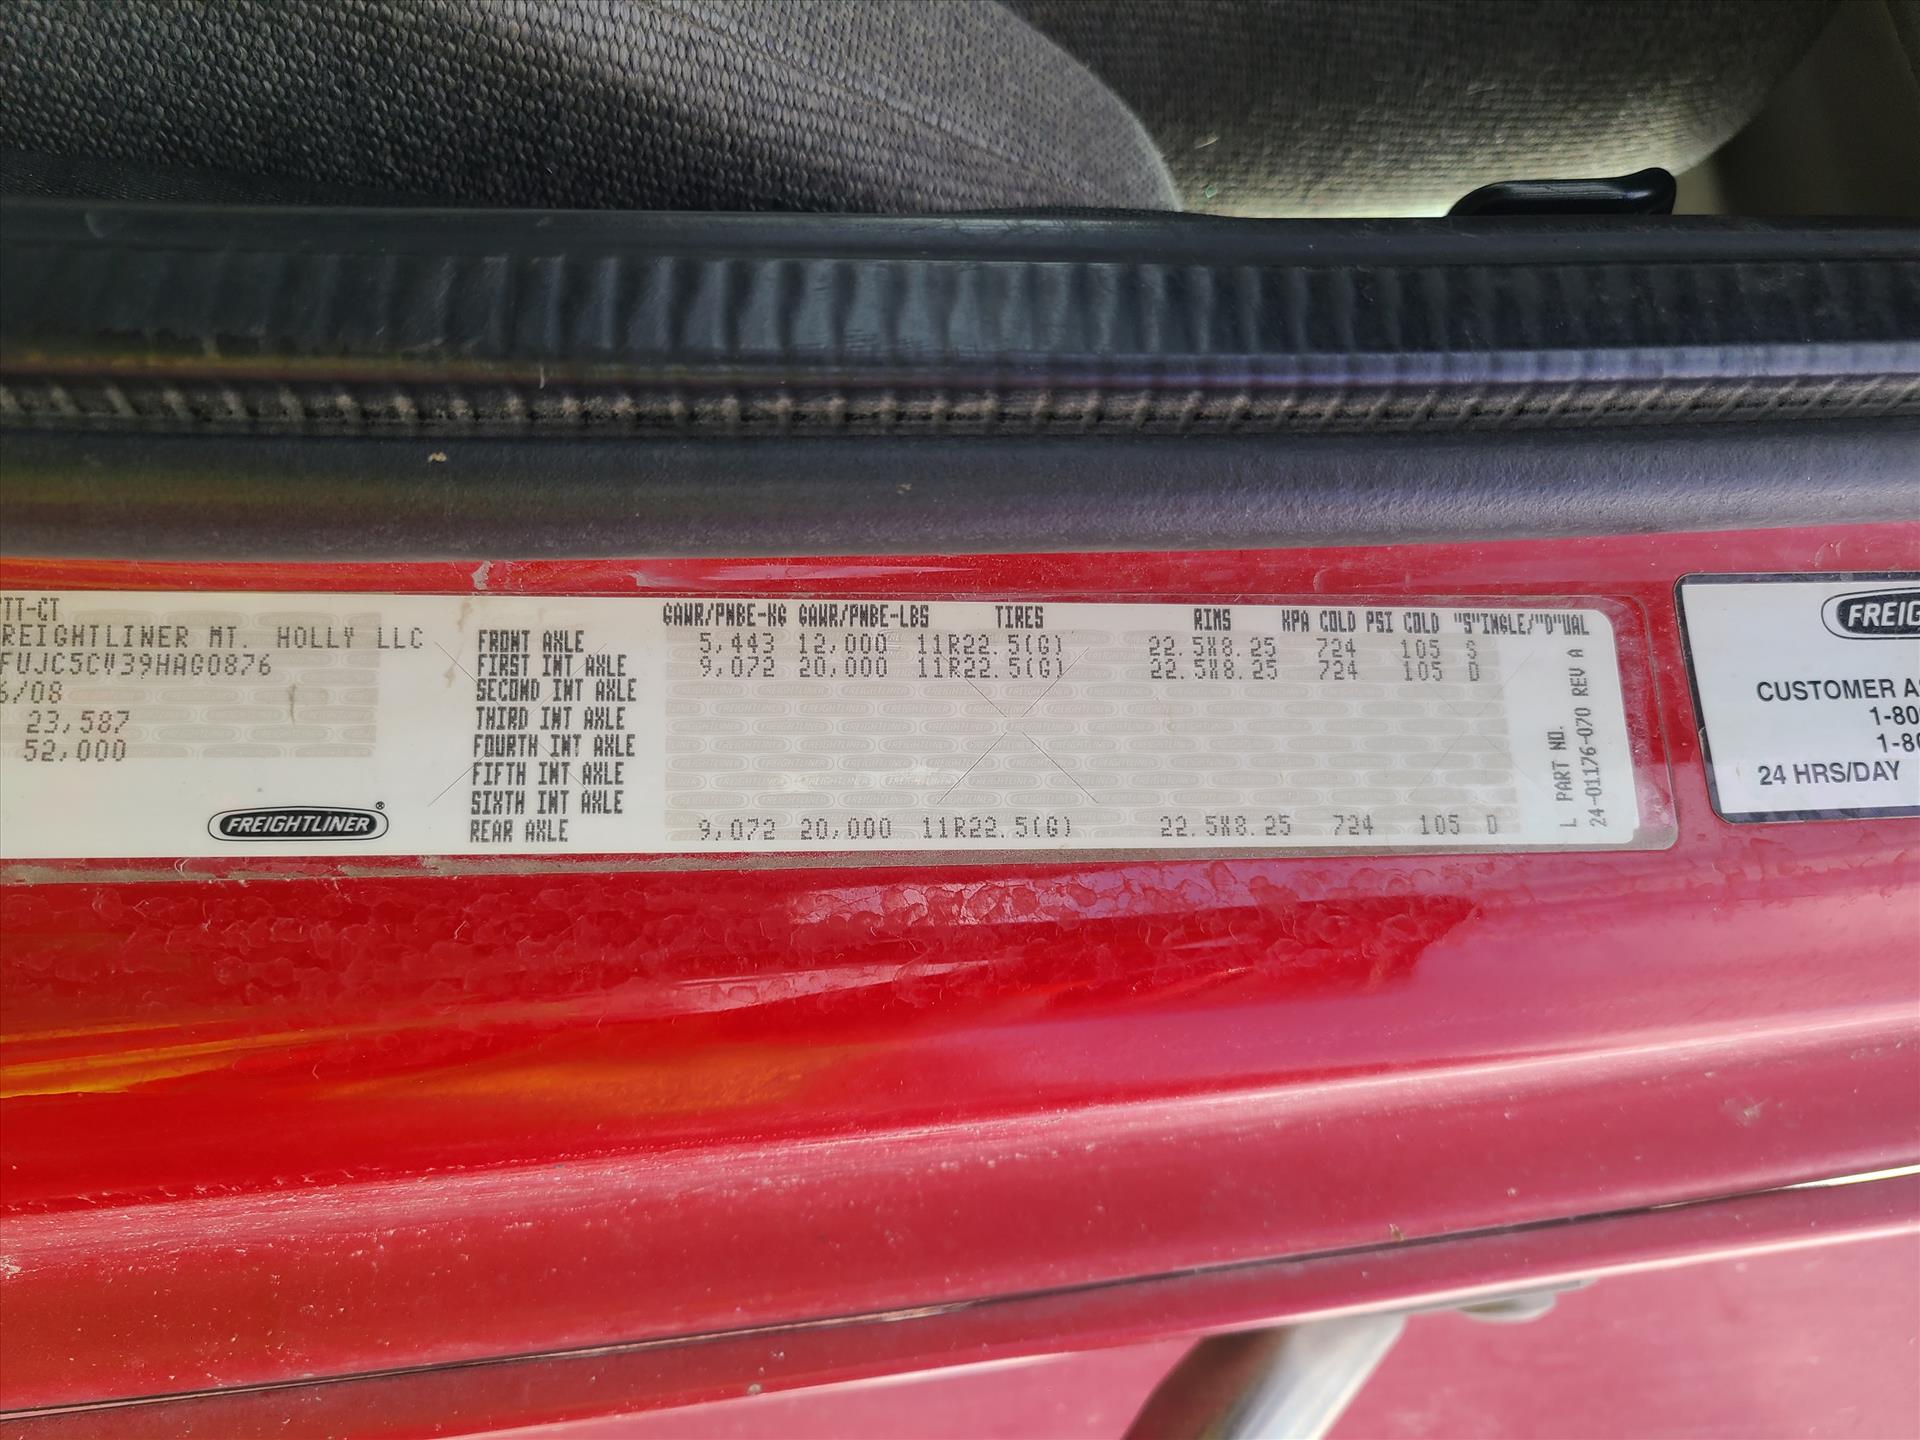 TT-CT
REIGHTLINER MT. HOLLY LLC
FUJC5CV39HAG0876
6/08
23,587
52,000
FREIGHTLINER®
GAWR/PNBE-KG GAWR/PNBE-LBS TIRES RIMS KPA COLD PSI COLD "S"INGLE/"D"UAL
FRONT AXLE 5,443 12,000 11R22.5(G) 22.5X8.25 724 105 S
FIRST INT AXLE 9,072 20,000 11R22.5(G) 22.5X8.25 724 105 D
SECOND INT AXLE
THIRD INT AXLE
FOURTH INT AXLE
FIFTH INT AXLE
SIXTH INT AXLE
REAR AXLE 9,072 20,000 11R22.5(G) 22.5X8.25 724 105 D
L PART NO.
24-01176-070 REV A
FREIG
CUSTOMER AS
1-80
1-80
24 HRS/DAY